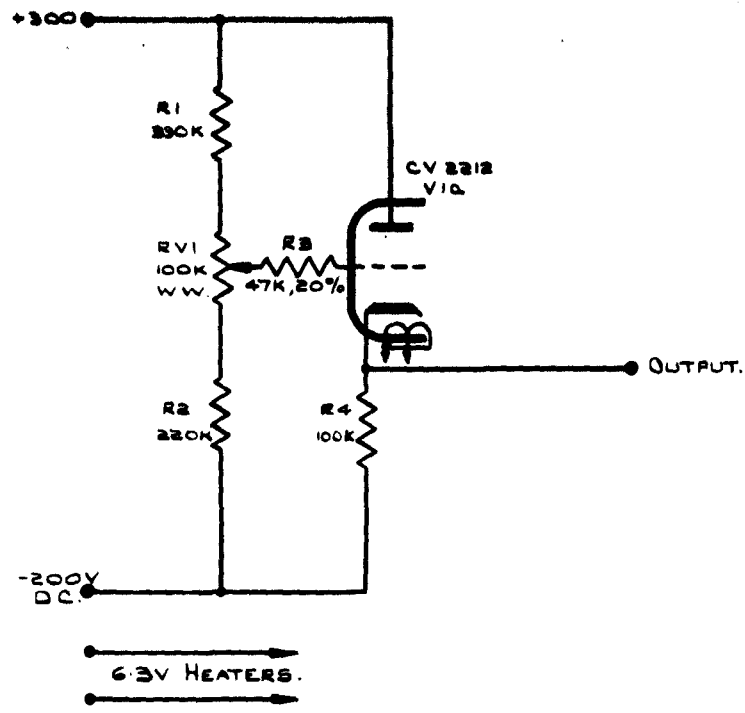 +300
R1
390K
CV 2212
V1a
RV1
100K
W.W.
R3
47K, 20%
R2
220K
R4
100K
OUTPUT.
-200V
D.C.
6.3V HEATERS.